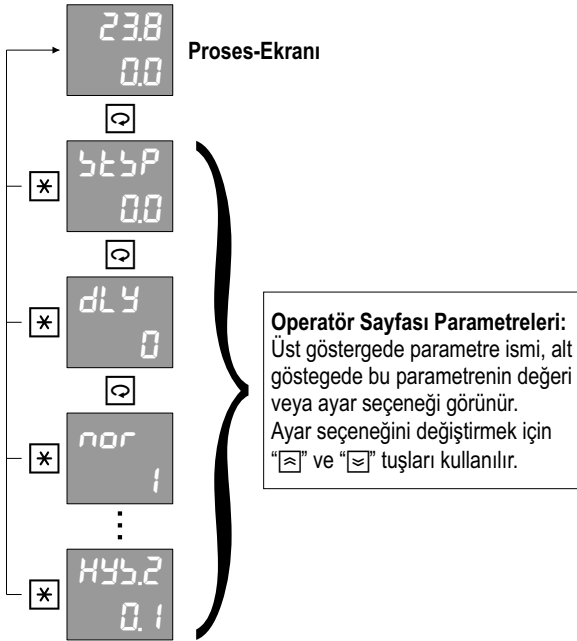 23.8
0.0
Proses-Ekranı
StSP
0.0
dLY
0
nor
1
HYS.2
0.1
Operatör Sayfası Parametreleri:
Üst göstergede parametre ismi, alt
göstegede bu parametrenin değeri
veya ayar seçeneği görünür.
Ayar seçeneğini değiştirmek için
“⌃” ve “⌄” tuşları kullanılır.